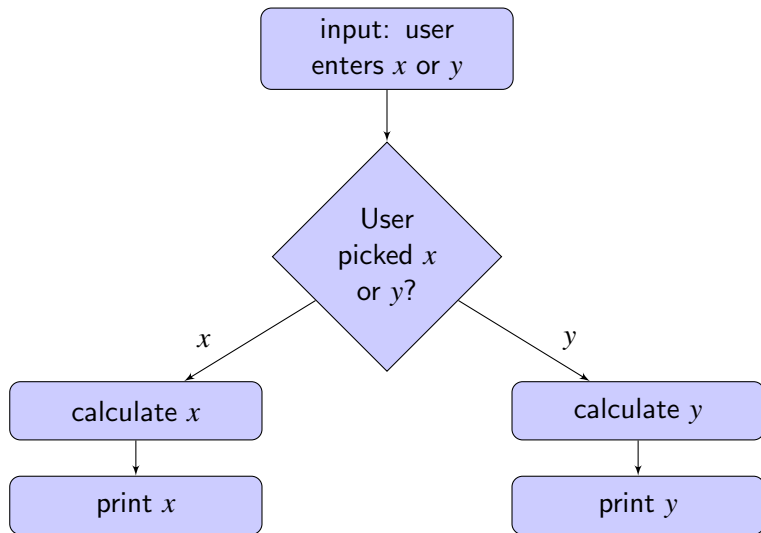 input: user
enters x or y
User
picked x
or y?
x
y
calculate x
calculate y
print x
print y